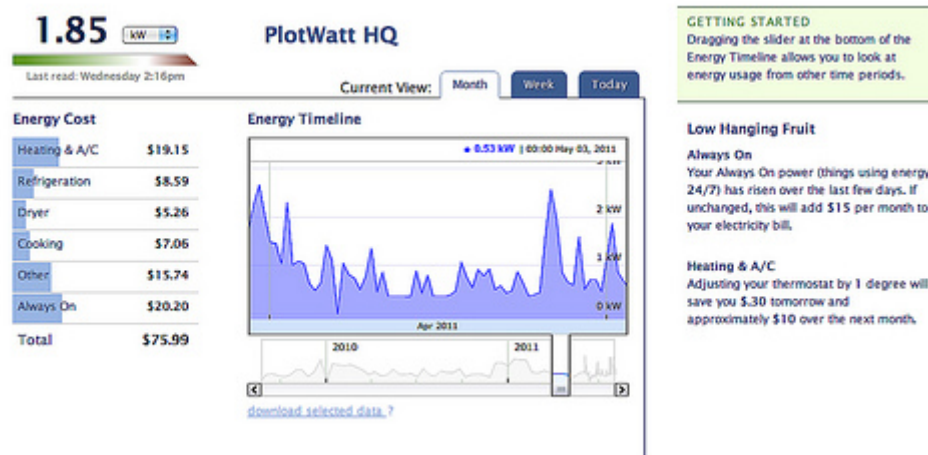 1.85 kW
Last read: Wednesday 2:16pm
PlotWatt HQ
Current View: Month Week Today
Energy Cost
Heating & A/C $19.15
Refrigeration $8.59
Dryer $5.26
Cooking $7.06
Other $15.74
Always On $20.20
Total $75.99
Energy Timeline
0.53 kW | 00:00 May 03, 2011
3 kW
2 kW
1 kW
0 kW
Apr 2011
2010 2011
download selected data ?
GETTING STARTED
Dragging the slider at the bottom of the
Energy Timeline allows you to look at
energy usage from other time periods.
Low Hanging Fruit
Always On
Your Always On power (things using energy
24/7) has risen over the last few days. If
unchanged, this will add $15 per month to
your electricity bill.
Heating & A/C
Adjusting your thermostat by 1 degree will
save you $.30 tomorrow and
approximately $10 over the next month.